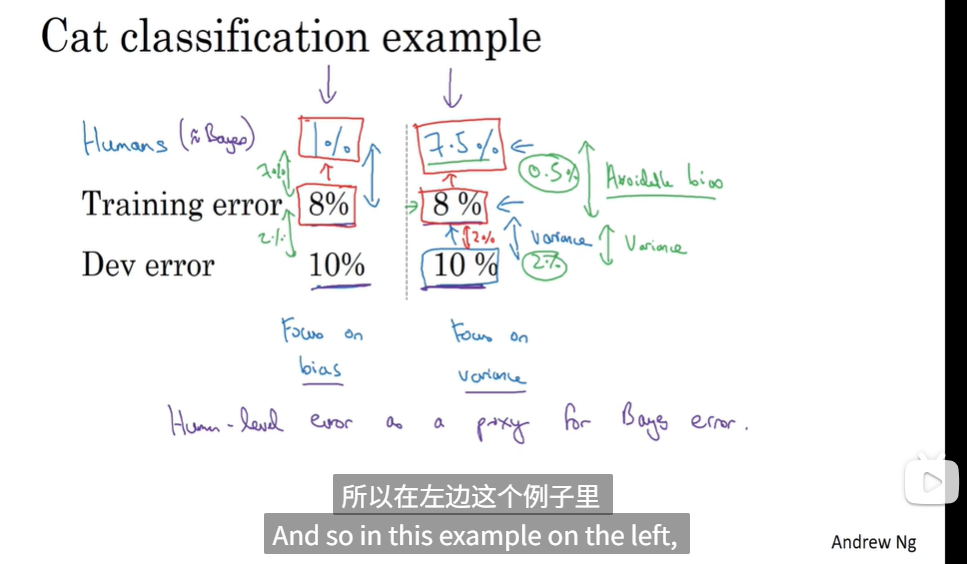 Cat classification example
Humans (≈ Bayes) 1% 7.5%
7% 0.5% Avoidable bias
Training error 8% 8 %
2% 2% Variance Variance
Dev error 10% 10 % 2%
Focus on Focus on
bias variance
Human-level error as a proxy for Bayes error.
所以在左边这个例子里
And so in this example on the left,
Andrew Ng